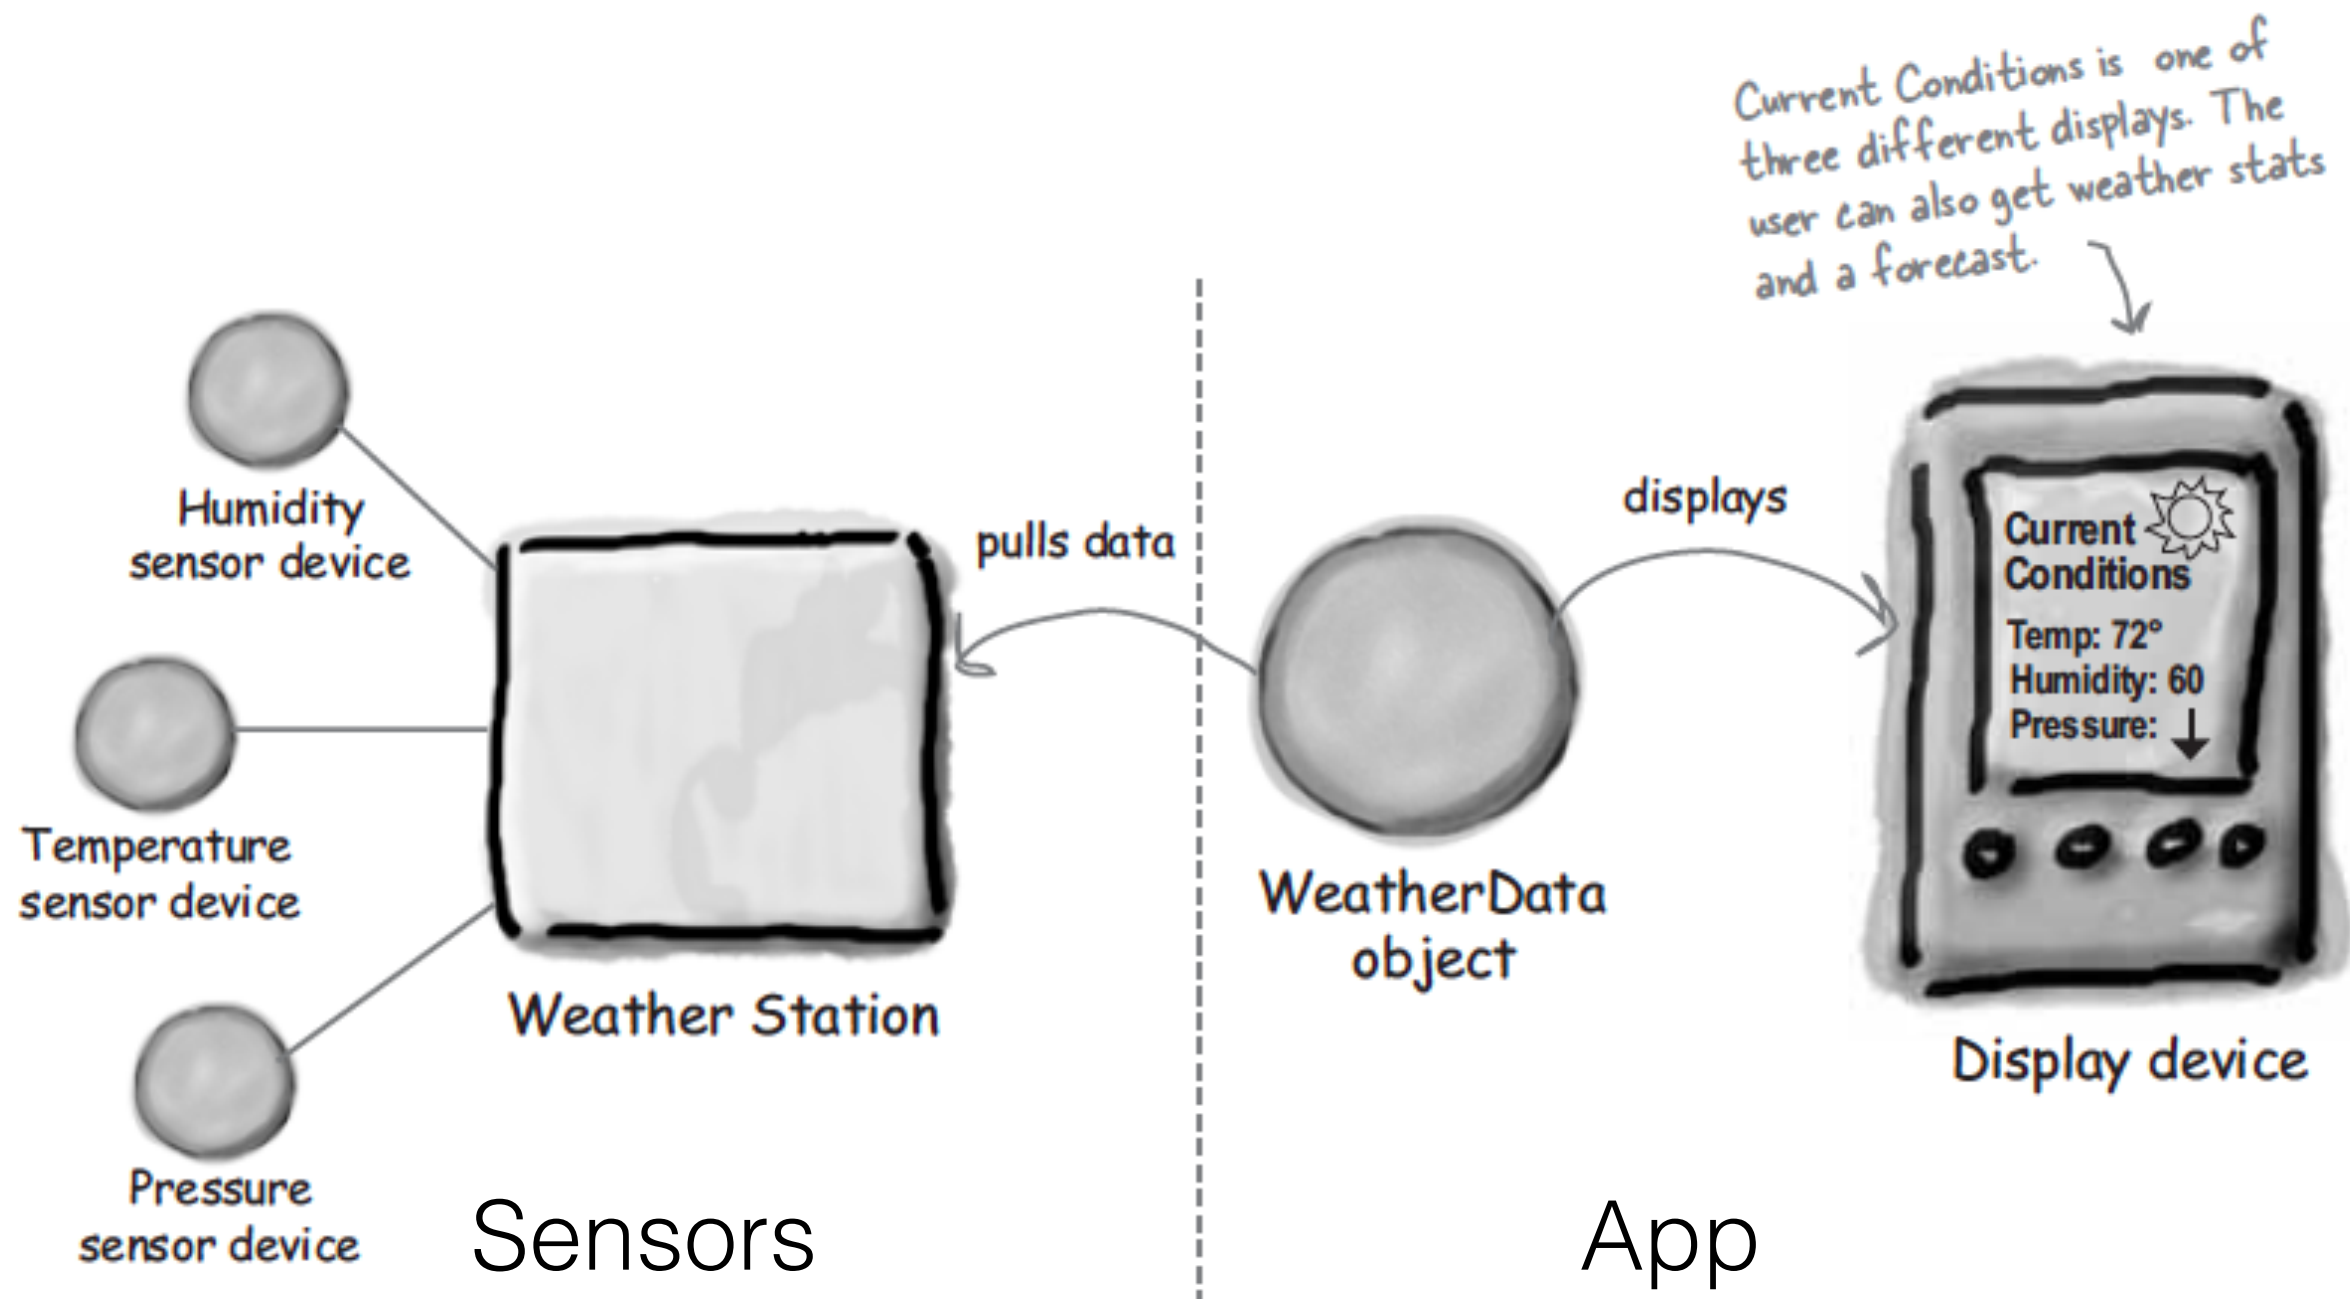 Current Conditions is one of
three different displays. The
user can also get weather stats
and a forecast.
Humidity
sensor device
Temperature
sensor device
Pressure
sensor device
Weather Station
pulls data
WeatherData
object
displays
Current
Conditions
Temp: 72°
Humidity: 60
Pressure:
Display device
Sensors
App